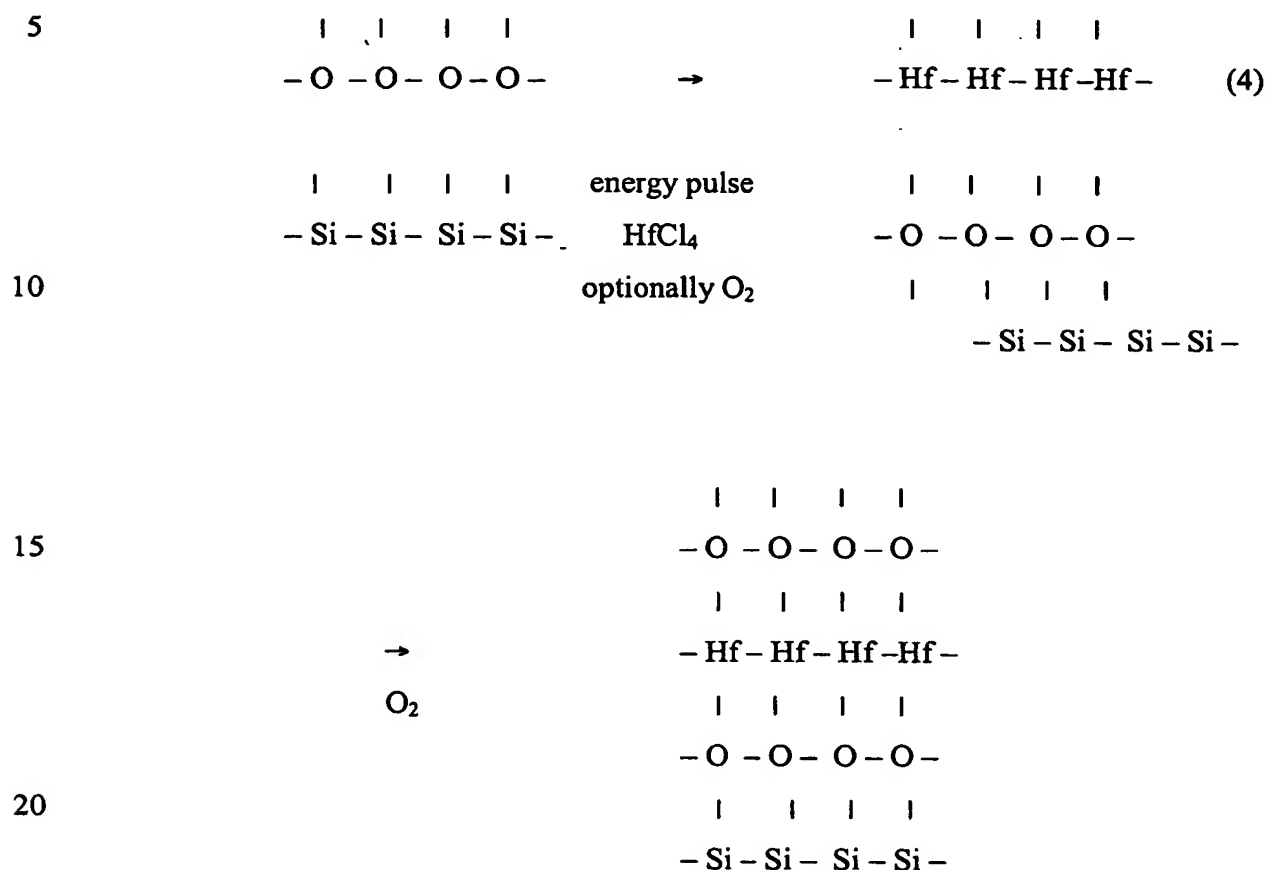 5 | | | | | | | |
– O – O – O – O – → – Hf – Hf – Hf – Hf – (4)
| | | | energy pulse | | | |
– Si – Si – Si – Si – HfCl₄ – O – O – O – O –
10 optionally O₂ | | | |
– Si – Si – Si – Si –
| | | |
15 – O – O – O – O –
| | | |
→ – Hf – Hf – Hf – Hf –
O₂ | | | |
– O – O – O – O –
20 | | | |
– Si – Si – Si – Si –